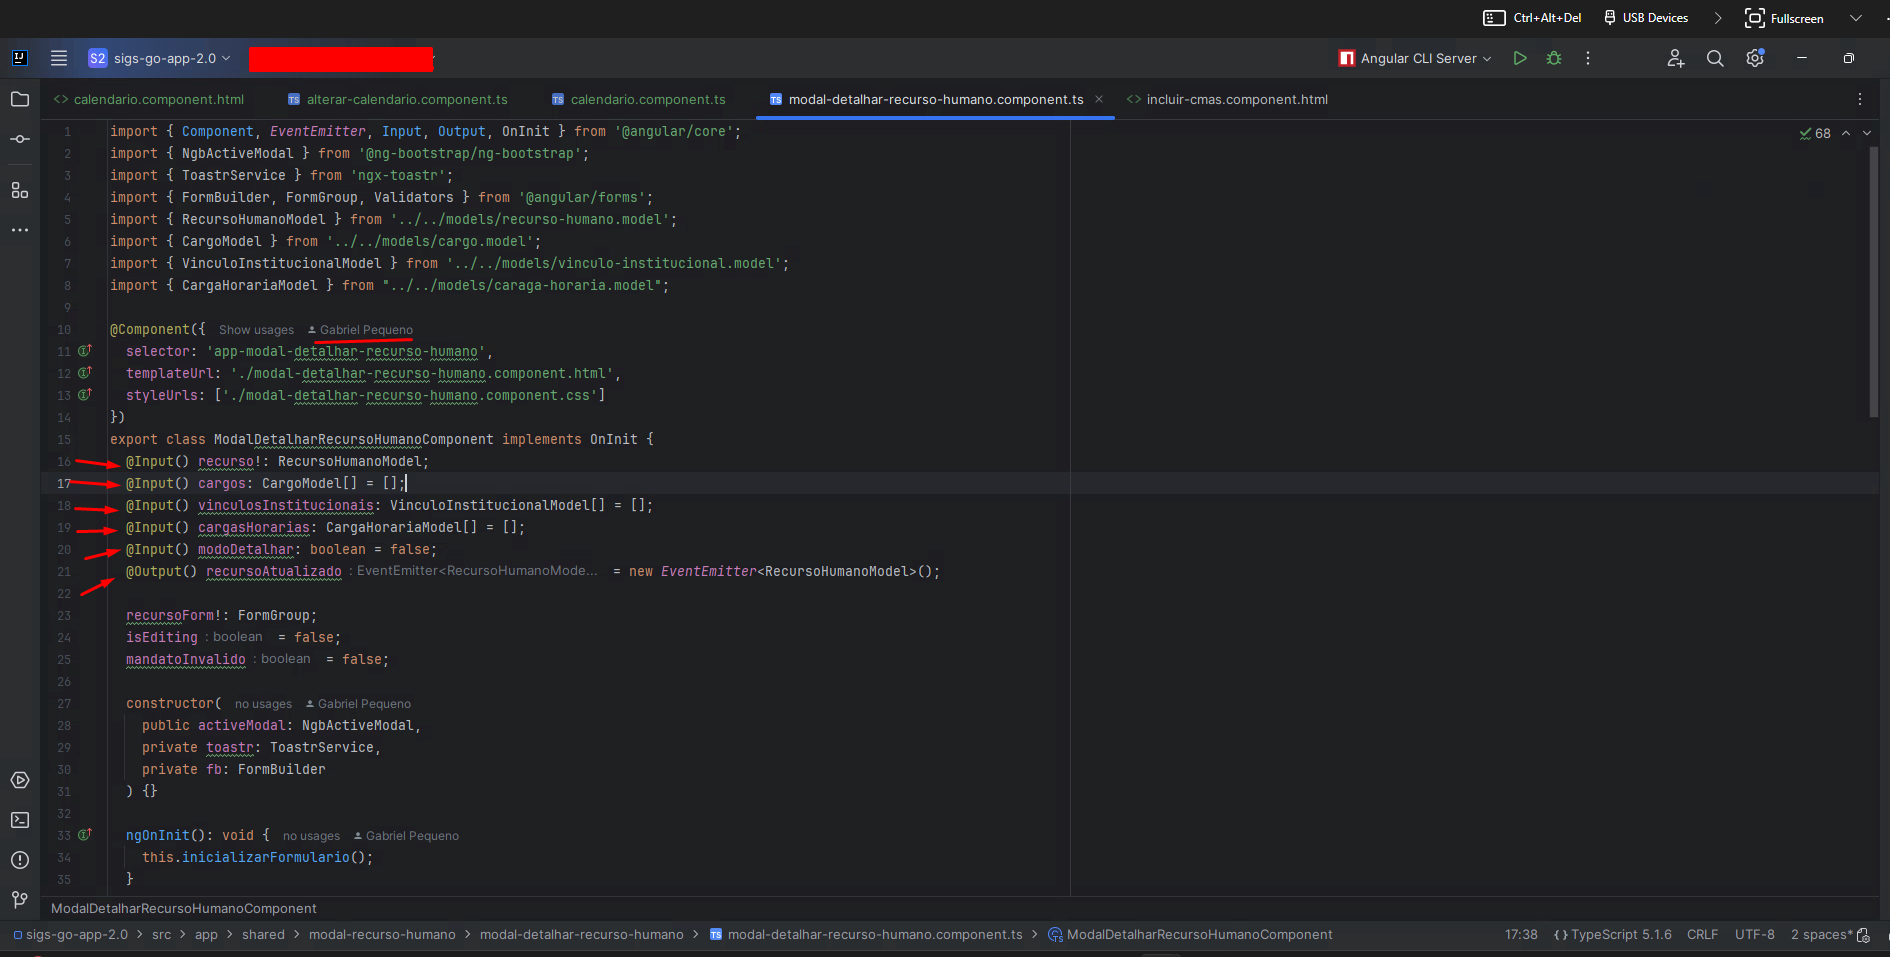 Ctrl+Alt+Del USB Devices Fullscreen
S2 sigs-go-app-2.0 Angular CLI Server
<> calendario.component.html TS alterar-calendario.component.ts TS calendario.component.ts TS modal-detalhar-recurso-humano.component.ts <> incluir-cmas.component.html
1 import { Component, EventEmitter, Input, Output, OnInit } from '@angular/core'; 68
2 import { NgbActiveModal } from '@ng-bootstrap/ng-bootstrap';
3 import { ToastrService } from 'ngx-toastr';
4 import { FormBuilder, FormGroup, Validators } from '@angular/forms';
5 import { RecursoHumanoModel } from '../../models/recurso-humano.model';
6 import { CargoModel } from '../../models/cargo.model';
7 import { VinculoInstitucionalModel } from '../../models/vinculo-institucional.model';
8 import { CargaHorariaModel } from "../../models/caraga-horaria.model";
9
10 @Component({ Show usages Gabriel Pequeno
11 selector: 'app-modal-detalhar-recurso-humano',
12 templateUrl: './modal-detalhar-recurso-humano.component.html',
13 styleUrls: ['./modal-detalhar-recurso-humano.component.css']
14 })
15 export class ModalDetalharRecursoHumanoComponent implements OnInit {
16 @Input() recurso!: RecursoHumanoModel;
17 @Input() cargos: CargoModel[] = [];
18 @Input() vinculosInstitucionais: VinculoInstitucionalModel[] = [];
19 @Input() cargasHorarias: CargaHorariaModel[] = [];
20 @Input() modoDetalhar: boolean = false;
21 @Output() recursoAtualizado : EventEmitter<RecursoHumanoMode... = new EventEmitter<RecursoHumanoModel>();
22
23 recursoForm!: FormGroup;
24 isEditing : boolean = false;
25 mandatoInvalido : boolean = false;
26
27 constructor( no usages Gabriel Pequeno
28 public activeModal: NgbActiveModal,
29 private toastr: ToastrService,
30 private fb: FormBuilder
31 ) {}
32
33 ngOnInit(): void { no usages Gabriel Pequeno
34 this.inicializarFormulario();
35 }
ModalDetalharRecursoHumanoComponent
sigs-go-app-2.0 > src > app > shared > modal-recurso-humano > modal-detalhar-recurso-humano > TS modal-detalhar-recurso-humano.component.ts > ModalDetalharRecursoHumanoComponent 17:38 {} TypeScript 5.1.6 CRLF UTF-8 2 spaces*